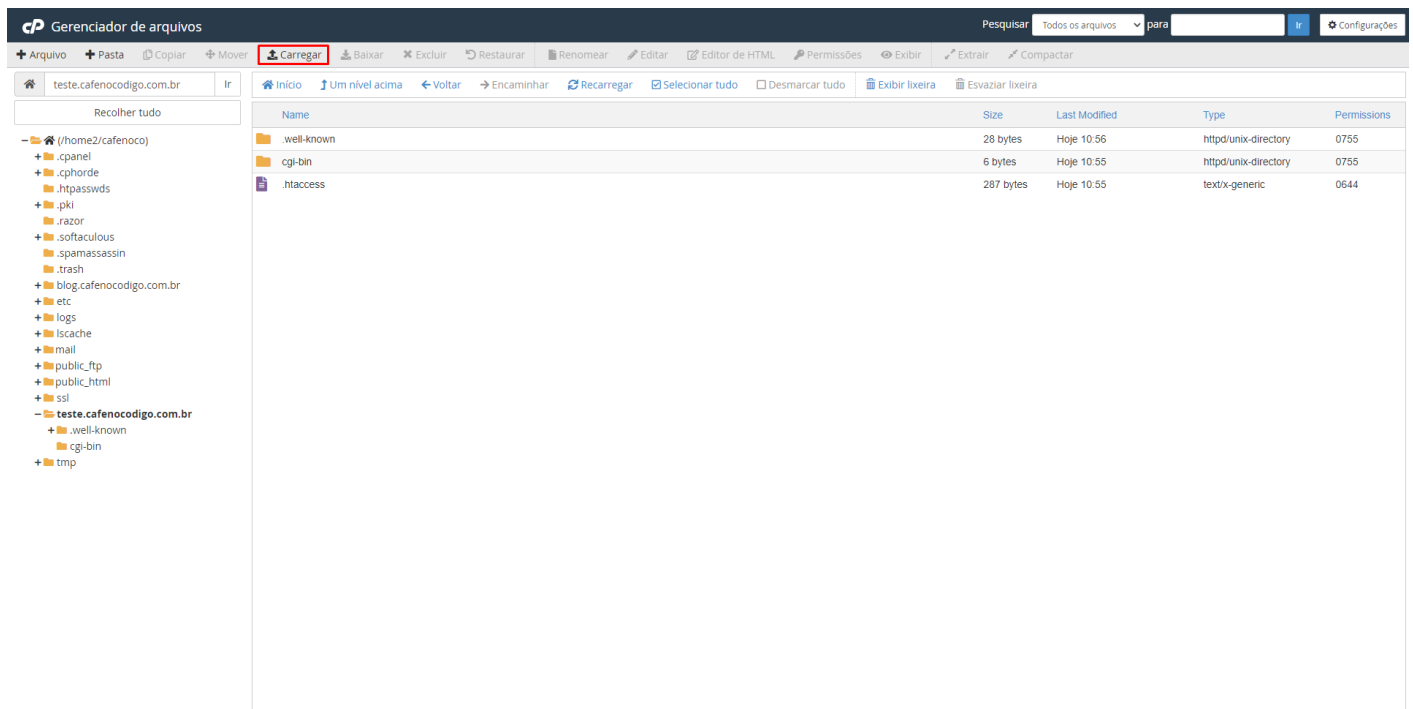 cP Gerenciador de arquivos Pesquisar Todos os arquivos para Ir Configurações
Arquivo Pasta Copiar Mover Carregar Baixar Excluir Restaurar Renomear Editar Editor de HTML Permissões Exibir Extrair Compactar
teste.cafenocodigo.com.br Ir
Início Um nível acima Voltar Encaminhar Recarregar Selecionar tudo Desmarcar tudo Exibir lixeira Esvaziar lixeira
Recolher tudo
(/home2/cafenoco)
.cpanel
.cphorde
.htpasswds
.pki
.razor
.softaculous
.spamassassin
.trash
blog.cafenocodigo.com.br
etc
logs
lscache
mail
public_ftp
public_html
ssl
teste.cafenocodigo.com.br
.well-known
cgi-bin
tmp
Name Size Last Modified Type Permissions
.well-known 28 bytes Hoje 10:56 httpd/unix-directory 0755
cgi-bin 6 bytes Hoje 10:55 httpd/unix-directory 0755
.htaccess 287 bytes Hoje 10:55 text/x-generic 0644